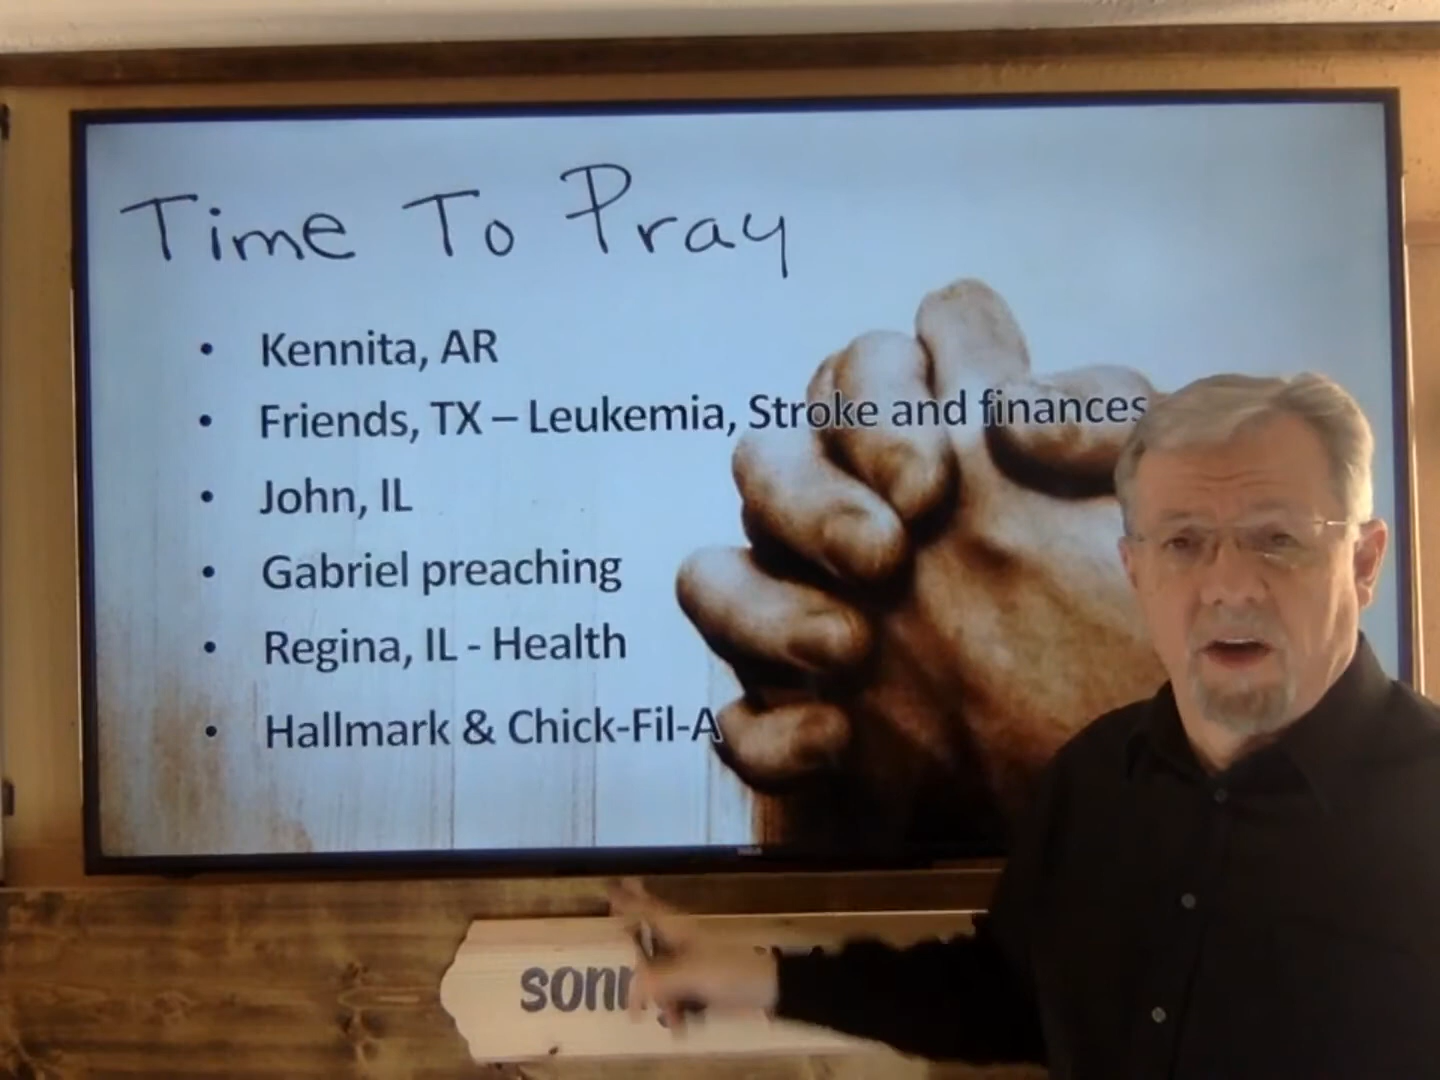 Time To Pray
• Kennita, AR
• Friends, TX – Leukemia, Stroke and finances
• John, IL
• Gabriel preaching
• Regina, IL - Health
• Hallmark & Chick-Fil-A